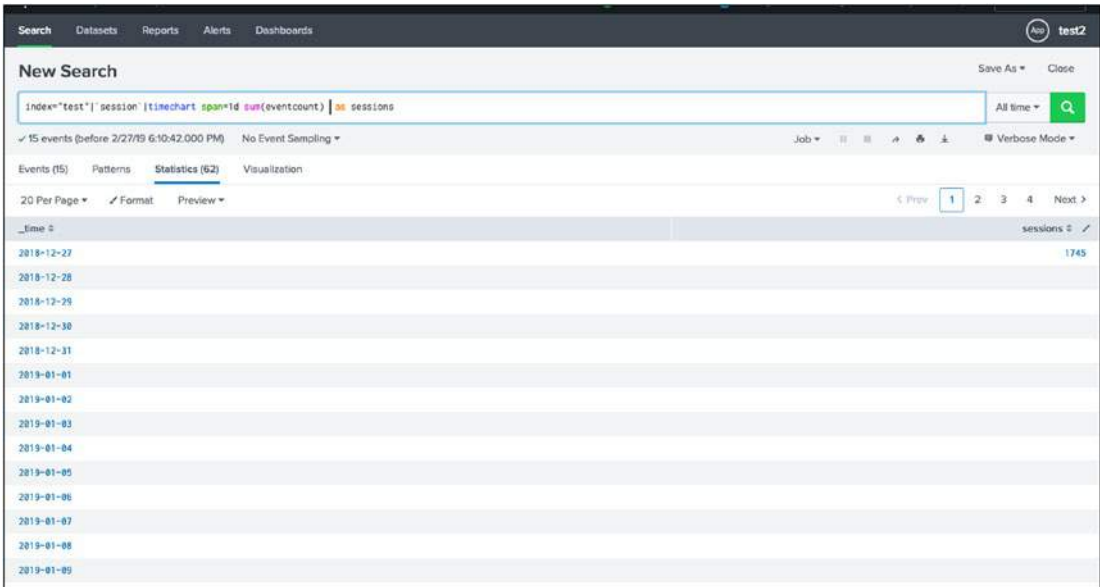 Search Datasets Reports Alerts Dashboards App test2
New Search Save As Close
index="test"|`session`|timechart span=1d sum(eventcount) as sessions All time
✓ 15 events (before 2/27/19 6:10:42.000 PM) No Event Sampling Job Verbose Mode
Events (15) Patterns Statistics (62) Visualization
20 Per Page Format Preview < Prev 1 2 3 4 Next >
_time sessions
2018-12-27 1745
2018-12-28
2018-12-29
2018-12-30
2018-12-31
2019-01-01
2019-01-02
2019-01-03
2019-01-04
2019-01-05
2019-01-06
2019-01-07
2019-01-08
2019-01-09